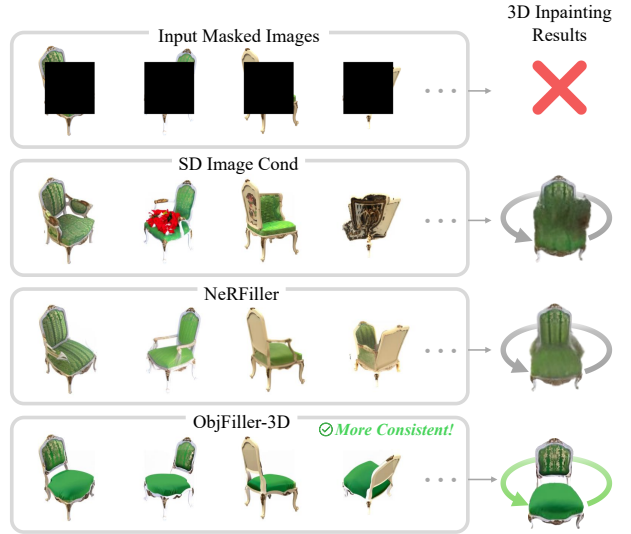 3D Inpainting
Results
Input Masked Images
SD Image Cond
NeRFiller
ObjFiller-3D
More Consistent!